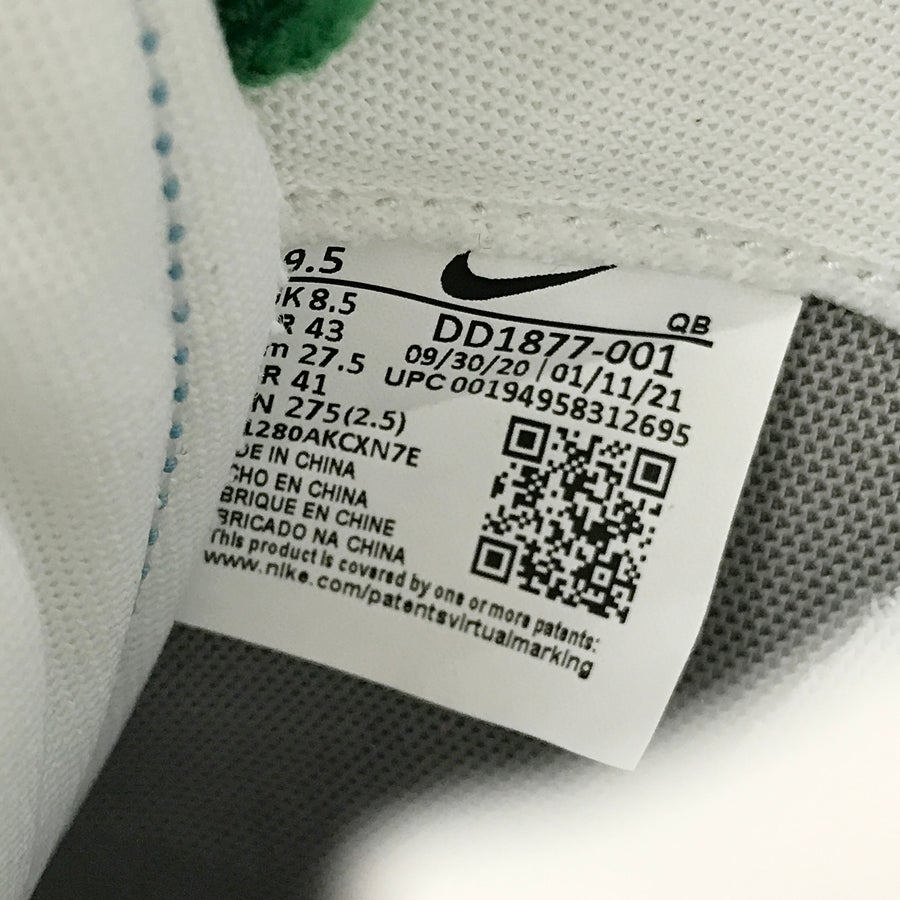 9.5
QB
UK 8.5
DD1877-001
R 43
09/30/20 | 01/11/21
m 27.5
UPC 00194958312695
R 41
N 275(2.5)
L280AKCXN7E
DE IN CHINA
CHO EN CHINA
BRIQUE EN CHINE
BRICADO NA CHINA
This product is covered by one or more patents:
www.nike.com/patentsvirtualmarking